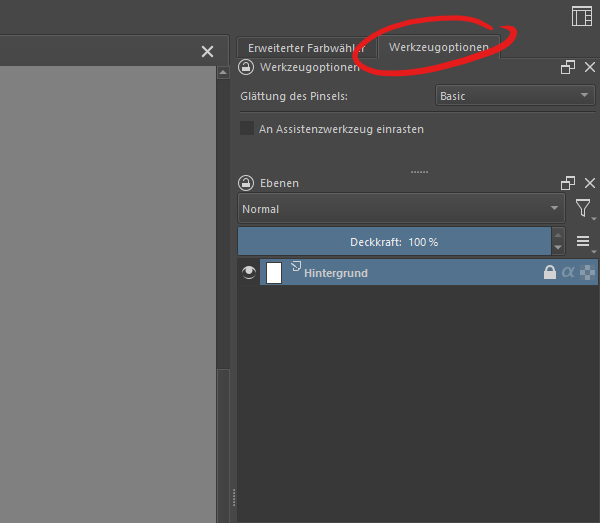 Erweiterter Farbwähler Werkzeugoptionen
Werkzeugoptionen
Glättung des Pinsels: Basic
An Assistenzwerkzeug einrasten
Ebenen
Normal
Deckkraft: 100 %
Hintergrund α